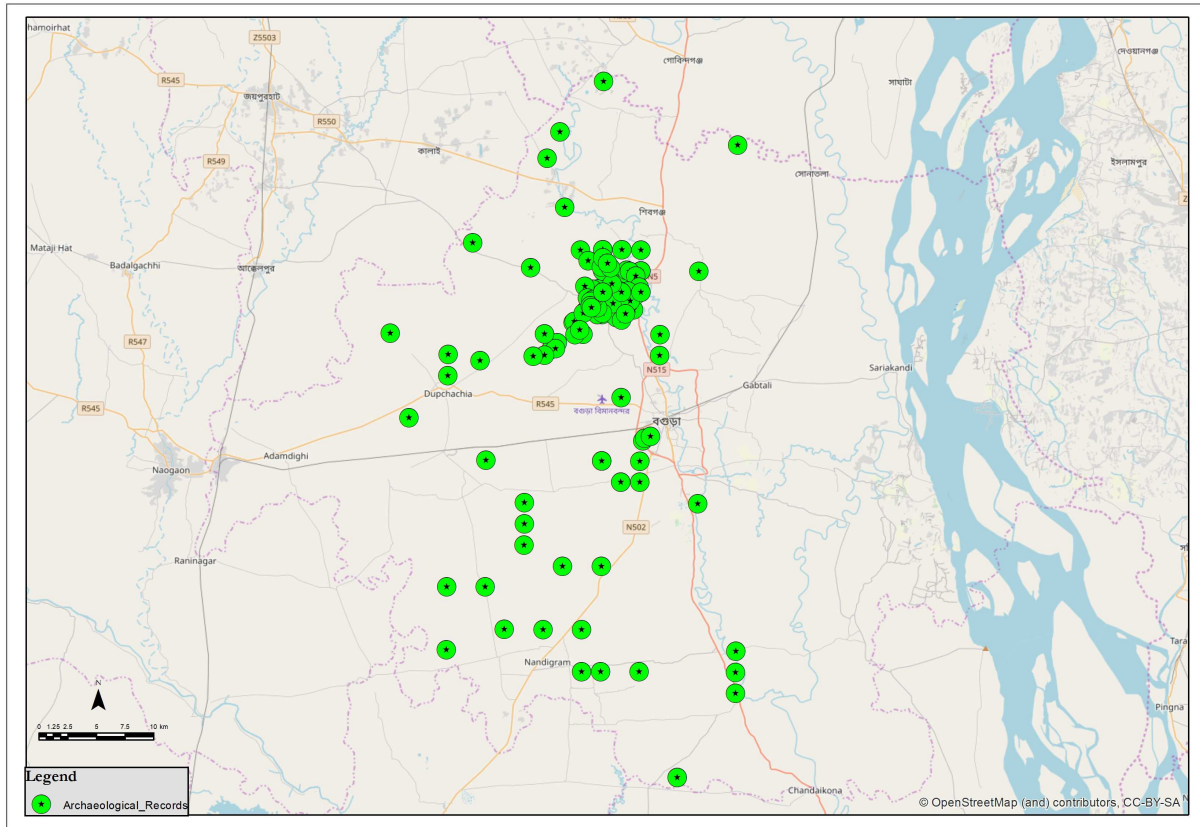 hamoirhat
Z5503
গোবিন্দগঞ্জ
দেওয়ানগঞ্জ
R545
সাঘাটা
জয়পুরহাট
R550
কালাই
R549
ইসলামপুর
সোনাতলা
শিবগঞ্জ
Mataji Hat
Badalgachhi
আক্কেলপুর
N5
R547
N515
Sariakandi
Gabtali
Dupchachia
R545
R545
বগুড়া বিমানবন্দর
বগুড়া
Adamdighi
Naogaon
N502
Raninagar
Tara
Nandigram
N
Pingna
0 1.25 2.5 5 7.5 10 km
Legend
Archaeological_Records
Chandaikona
© OpenStreetMap (and) contributors, CC-BY-SA